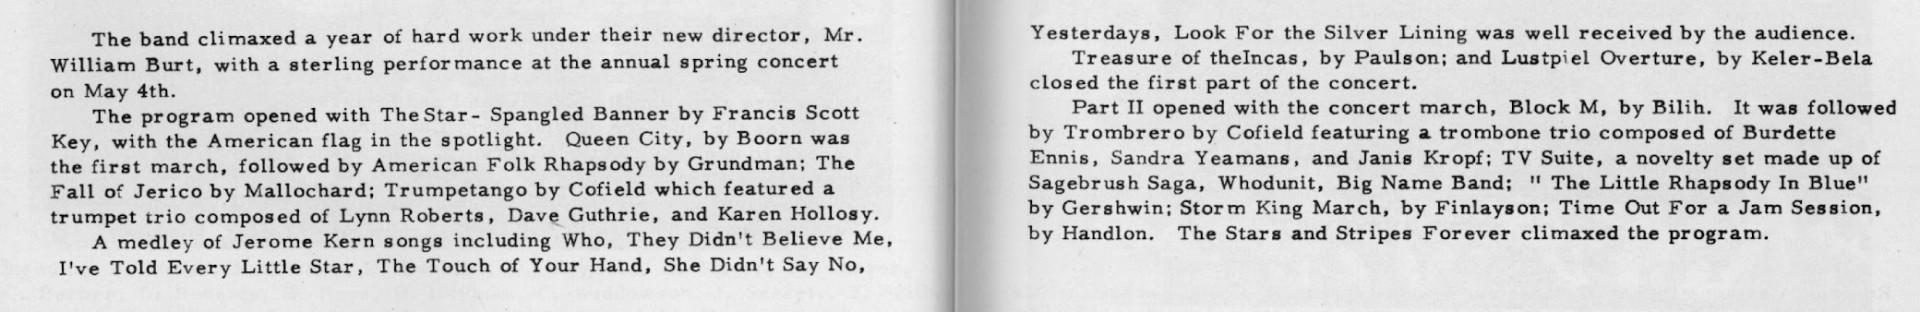 The band climaxed a year of hard work under their new director, Mr.
William Burt, with a sterling performance at the annual spring concert
on May 4th.
The program opened with The Star- Spangled Banner by Francis Scott
Key, with the American flag in the spotlight. Queen City, by Boorn was
the first march, followed by American Folk Rhapsody by Grundman; The
Fall of Jerico by Mallochard; Trumpetango by Cofield which featured a
trumpet trio composed of Lynn Roberts, Dave Guthrie, and Karen Hollosy.
A medley of Jerome Kern songs including Who, They Didn't Believe Me,
I've Told Every Little Star, The Touch of Your Hand, She Didn't Say No,
Yesterdays, Look For the Silver Lining was well received by the audience.
Treasure of theIncas, by Paulson; and Lustpiel Overture, by Keler-Bela
closed the first part of the concert.
Part II opened with the concert march, Block M, by Bilih. It was followed
by Trombrero by Cofield featuring a trombone trio composed of Burdette
Ennis, Sandra Yeamans, and Janis Kropf; TV Suite, a novelty set made up of
Sagebrush Saga, Whodunit, Big Name Band; " The Little Rhapsody In Blue"
by Gershwin; Storm King March, by Finlayson; Time Out For a Jam Session,
by Handlon. The Stars and Stripes Forever climaxed the program.